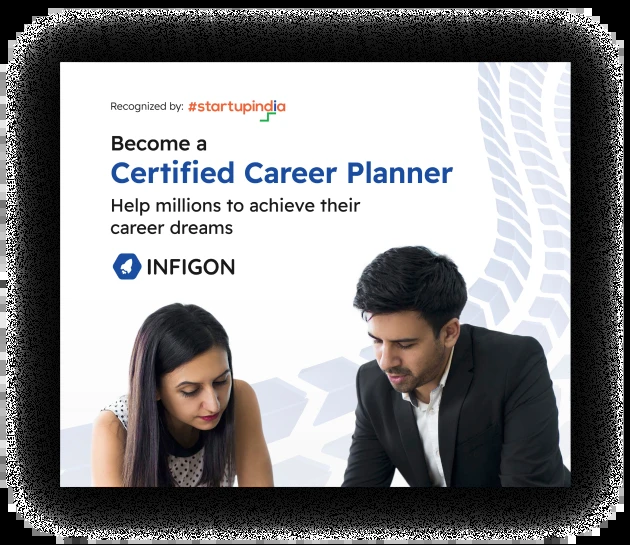 Recognized by: #startupindia
Become a
Certified Career Planner
Help millions to achieve their
career dreams
INFIGON